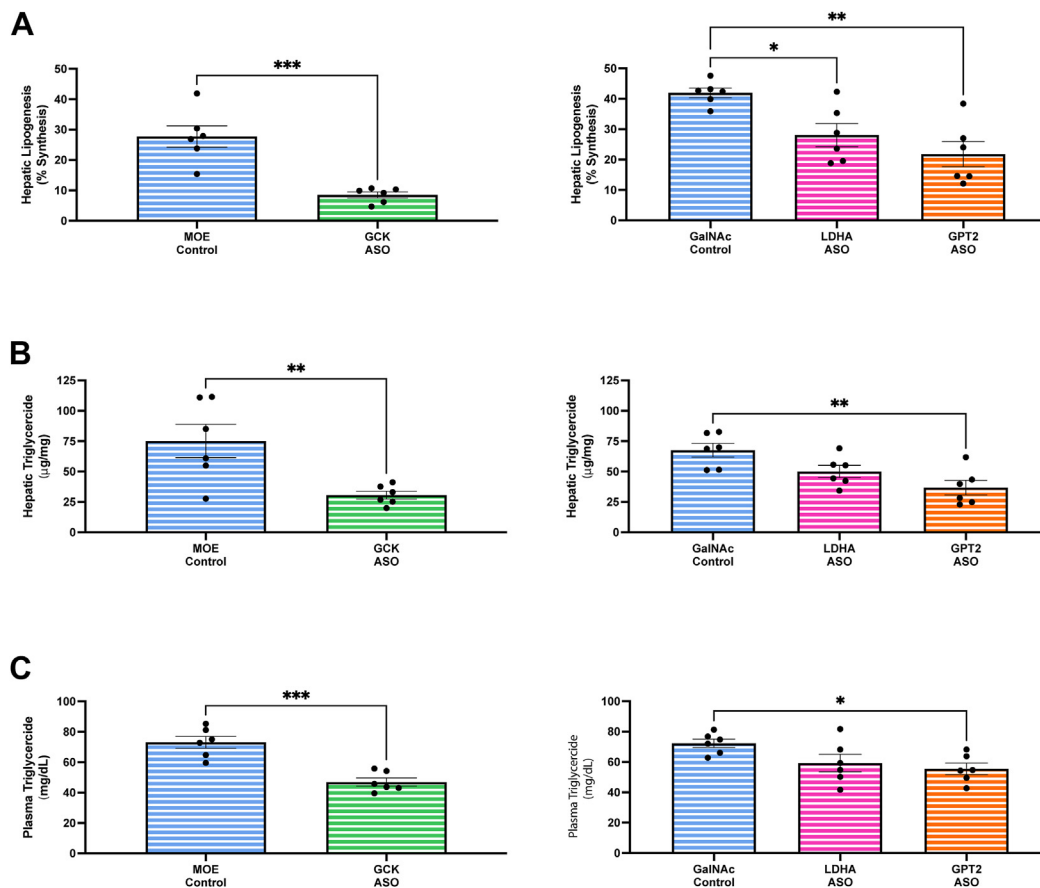 A
Hepatic Lipogenesis
(% Synthesis)
50
40
30
20
10
0
***
MOE
Control
GCK
ASO
Hepatic Lipogenesis
(% Synthesis)
50
40
30
20
10
0
**
*
GalNAc
Control
LDHA
ASO
GPT2
ASO
B
Hepatic Triglycercide
(µg/mg)
125
100
75
50
25
0
**
MOE
Control
GCK
ASO
Hepatic Triglycercide
(µg/mg)
125
100
75
50
25
0
**
GalNAc
Control
LDHA
ASO
GPT2
ASO
C
Plasma Triglycercide
(mg/dL)
100
80
60
40
20
0
***
MOE
Control
GCK
ASO
Plasma Triglycercide
(mg/dL)
100
80
60
40
20
0
*
GalNAc
Control
LDHA
ASO
GPT2
ASO